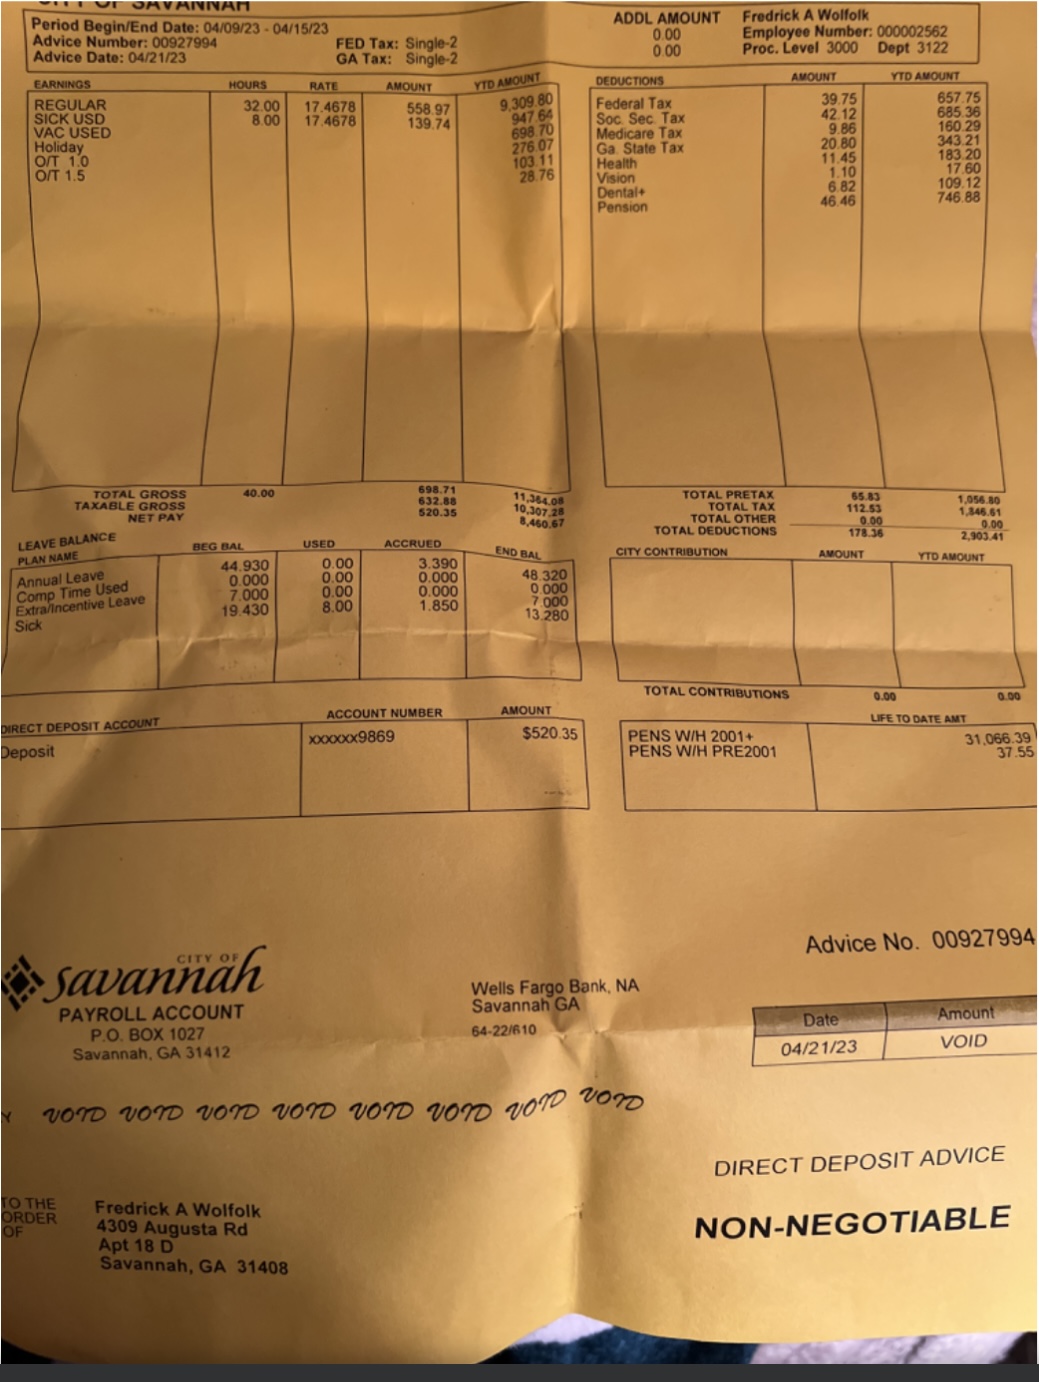 CITY OF SAVANNAH
Period Begin/End Date: 04/09/23 - 04/15/23
Advice Number: 00927994
Advice Date: 04/21/23
FED Tax: Single-2
GA Tax: Single-2
ADDL AMOUNT
0.00
0.00
Fredrick A Wolfolk
Employee Number: 000002562
Proc. Level 3000 Dept 3122
EARNINGS HOURS RATE AMOUNT YTD AMOUNT
REGULAR 32.00 17.4678 558.97 9,309.80
SICK USD 8.00 17.4678 139.74 947.64
VAC USED 698.70
Holiday 276.07
O/T 1.0 103.11
O/T 1.5 28.76
DEDUCTIONS AMOUNT YTD AMOUNT
Federal Tax 39.75 657.75
Soc. Sec. Tax 42.12 685.36
Medicare Tax 9.86 160.29
Ga. State Tax 20.80 343.21
Health 11.45 183.20
Vision 1.10 17.60
Dental+ 6.82 109.12
Pension 46.46 746.88
TOTAL GROSS 40.00 698.71 11,364.08
TAXABLE GROSS 632.88 10,307.28
NET PAY 520.35 8,460.67
TOTAL PRETAX 65.83 1,056.80
TOTAL TAX 112.53 1,846.61
TOTAL OTHER 0.00 0.00
TOTAL DEDUCTIONS 178.36 2,903.41
LEAVE BALANCE
PLAN NAME BEG BAL USED ACCRUED END BAL
Annual Leave 44.930 0.00 3.390 48.320
Comp Time Used 0.000 0.00 0.000 0.000
Extra/Incentive Leave 7.000 0.00 0.000 7.000
Sick 19.430 8.00 1.850 13.280
CITY CONTRIBUTION AMOUNT YTD AMOUNT
TOTAL CONTRIBUTIONS 0.00 0.00
DIRECT DEPOSIT ACCOUNT ACCOUNT NUMBER AMOUNT
Deposit xxxxxx9869 $520.35
LIFE TO DATE AMT
PENS W/H 2001+ 31,066.39
PENS W/H PRE2001 37.55
Advice No. 00927994
CITY OF
Savannah
PAYROLL ACCOUNT
P.O. BOX 1027
Savannah, GA 31412
Wells Fargo Bank, NA
Savannah GA
64-22/610
Date Amount
04/21/23 VOID
Y VOID VOID VOID VOID VOID VOID VOID VOID
DIRECT DEPOSIT ADVICE
NON-NEGOTIABLE
TO THE
ORDER
OF
Fredrick A Wolfolk
4309 Augusta Rd
Apt 18 D
Savannah, GA 31408